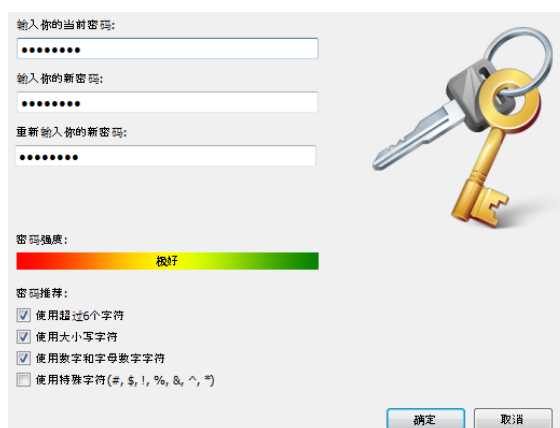 输入你的当前密码:
●●●●●●●●
输入你的新密码:
●●●●●●●●
重新输入你的新密码:
●●●●●●●●
密码强度:
极好
密码推荐:
使用超过6个字符
使用大小写字符
使用数字和字母数字字符
使用特殊字符(#, $, !, %, &, ^, *)
确定 取消